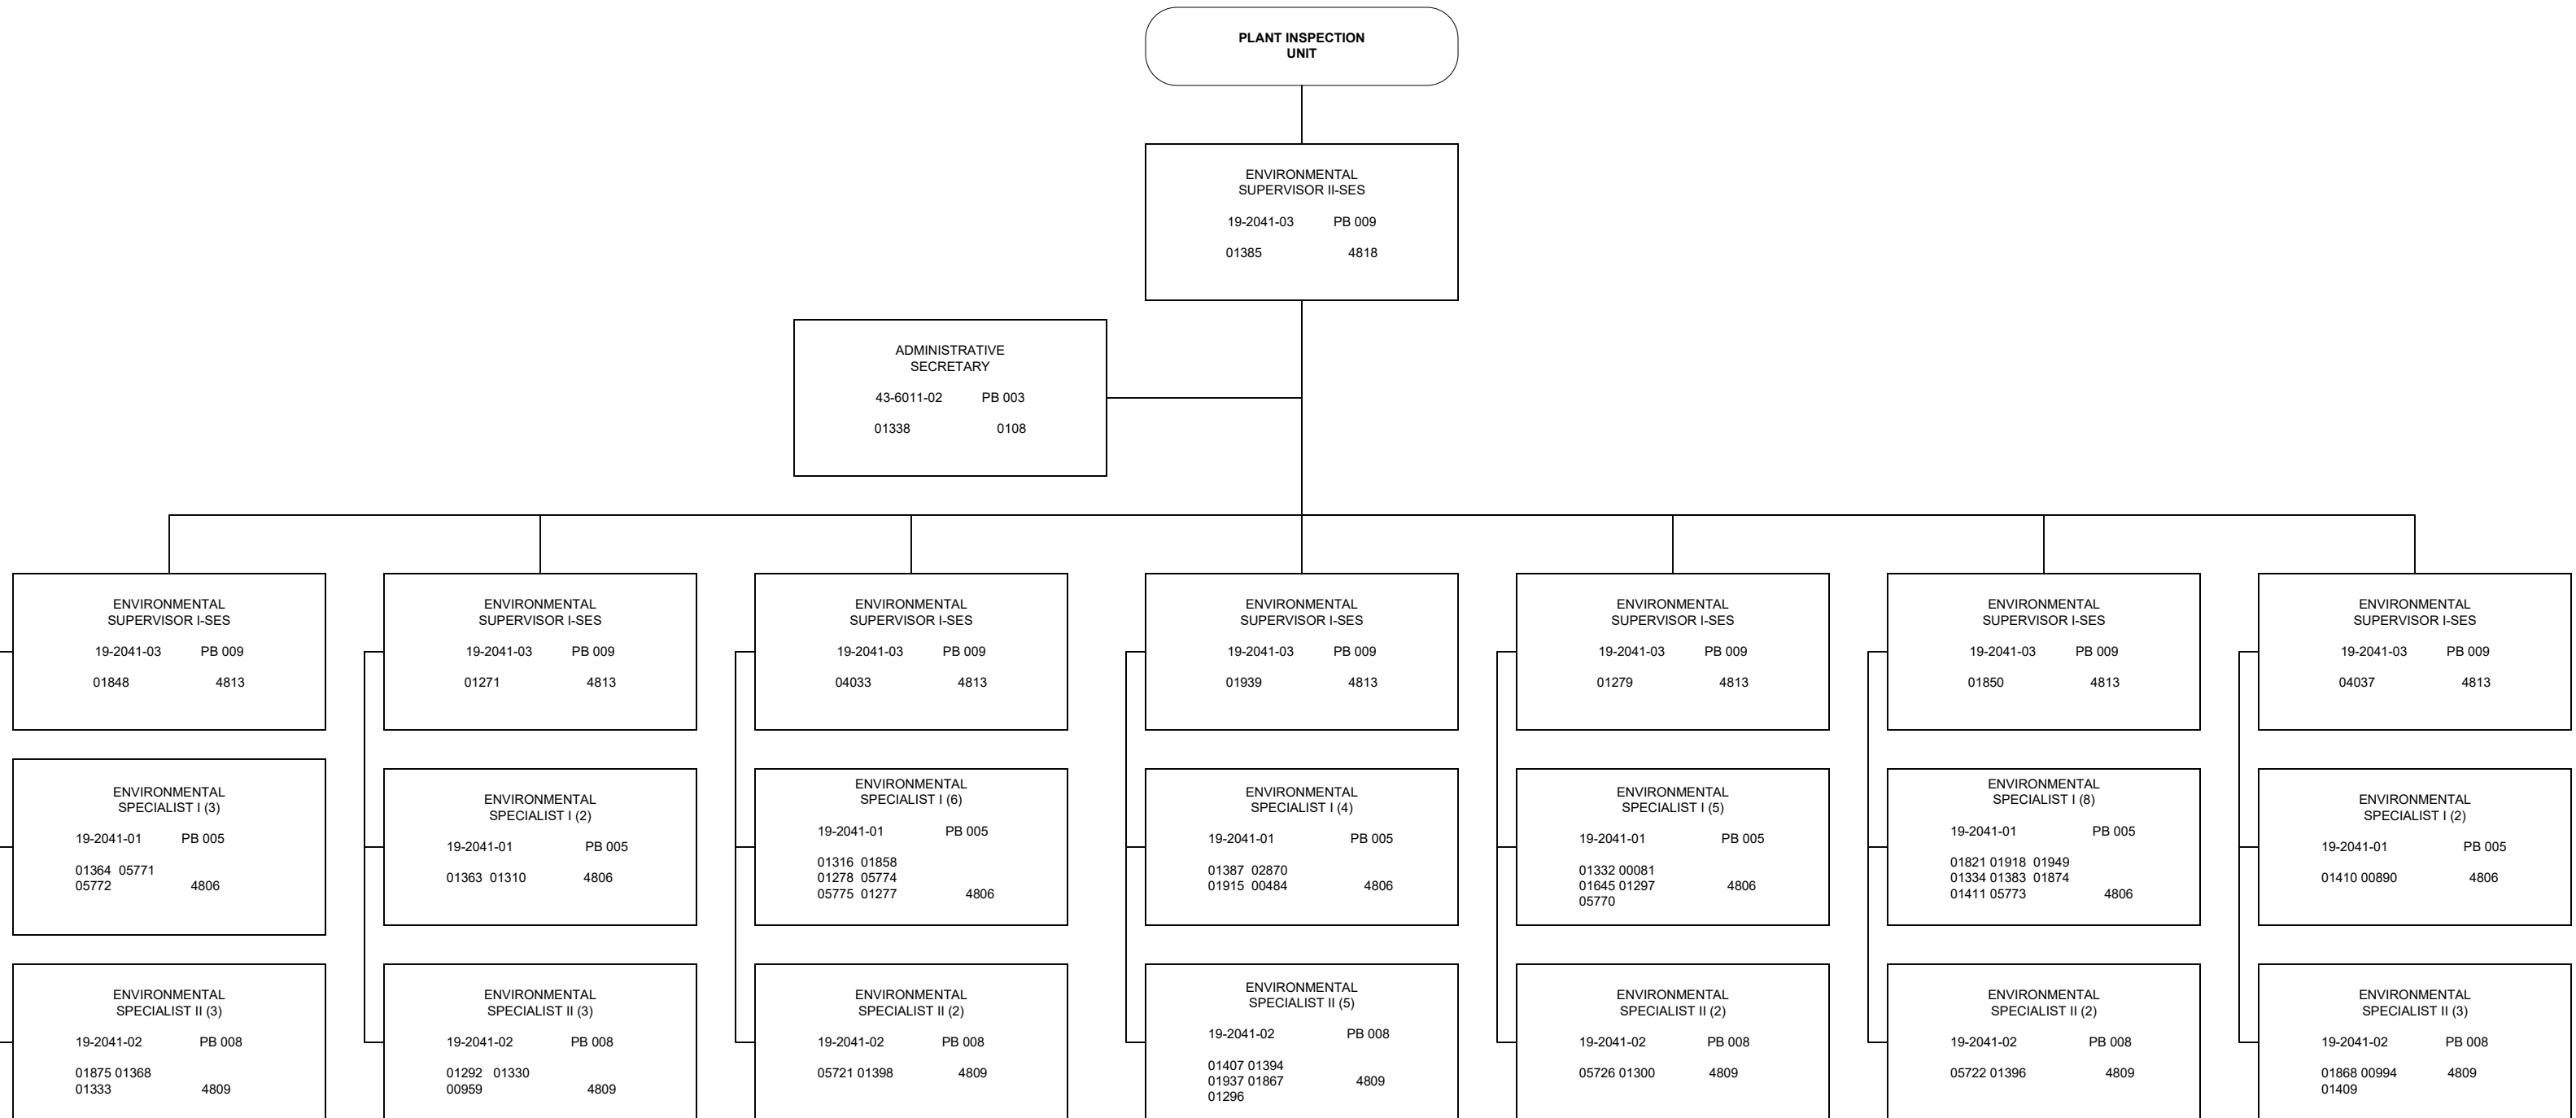 PLANT INSPECTION
UNIT
ENVIRONMENTAL
SUPERVISOR II-SES
19-2041-03 PB 009
01385 4818
ADMINISTRATIVE
SECRETARY
43-6011-02 PB 003
01338 0108
ENVIRONMENTAL
SUPERVISOR I-SES
19-2041-03 PB 009
01848 4813
ENVIRONMENTAL
SUPERVISOR I-SES
19-2041-03 PB 009
01271 4813
ENVIRONMENTAL
SUPERVISOR I-SES
19-2041-03 PB 009
04033 4813
ENVIRONMENTAL
SUPERVISOR I-SES
19-2041-03 PB 009
01939 4813
ENVIRONMENTAL
SUPERVISOR I-SES
19-2041-03 PB 009
01279 4813
ENVIRONMENTAL
SUPERVISOR I-SES
19-2041-03 PB 009
01850 4813
ENVIRONMENTAL
SUPERVISOR I-SES
19-2041-03 PB 009
04037 4813
ENVIRONMENTAL
SPECIALIST I (3)
19-2041-01 PB 005
01364 05771
05772 4806
ENVIRONMENTAL
SPECIALIST I (2)
19-2041-01 PB 005
01363 01310 4806
ENVIRONMENTAL
SPECIALIST I (6)
19-2041-01 PB 005
01316 01858
01278 05774
05775 01277 4806
ENVIRONMENTAL
SPECIALIST I (4)
19-2041-01 PB 005
01387 02870
01915 00484 4806
ENVIRONMENTAL
SPECIALIST I (5)
19-2041-01 PB 005
01332 00081
01645 01297 4806
05770
ENVIRONMENTAL
SPECIALIST I (8)
19-2041-01 PB 005
01821 01918 01949
01334 01383 01874
01411 05773 4806
ENVIRONMENTAL
SPECIALIST I (2)
19-2041-01 PB 005
01410 00890 4806
ENVIRONMENTAL
SPECIALIST II (3)
19-2041-02 PB 008
01875 01368
01333 4809
ENVIRONMENTAL
SPECIALIST II (3)
19-2041-02 PB 008
01292 01330
00959 4809
ENVIRONMENTAL
SPECIALIST II (2)
19-2041-02 PB 008
05721 01398 4809
ENVIRONMENTAL
SPECIALIST II (5)
19-2041-02 PB 008
01407 01394
01937 01867 4809
01296
ENVIRONMENTAL
SPECIALIST II (2)
19-2041-02 PB 008
05726 01300 4809
ENVIRONMENTAL
SPECIALIST II (2)
19-2041-02 PB 008
05722 01396 4809
ENVIRONMENTAL
SPECIALIST II (3)
19-2041-02 PB 008
01868 00994 4809
01409